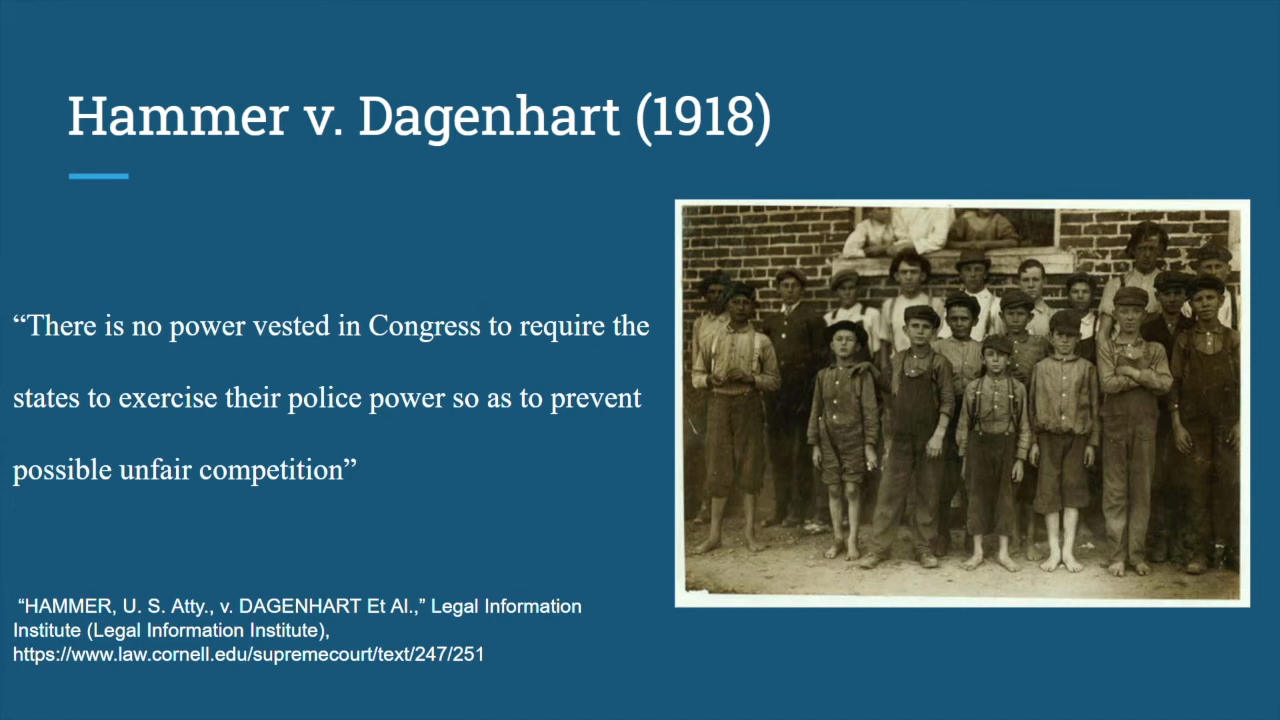 Hammer v. Dagenhart (1918)
“There is no power vested in Congress to require the
states to exercise their police power so as to prevent
possible unfair competition”
“HAMMER, U. S. Atty., v. DAGENHART Et Al.,” Legal Information
Institute (Legal Information Institute),
https://www.law.cornell.edu/supremecourt/text/247/251